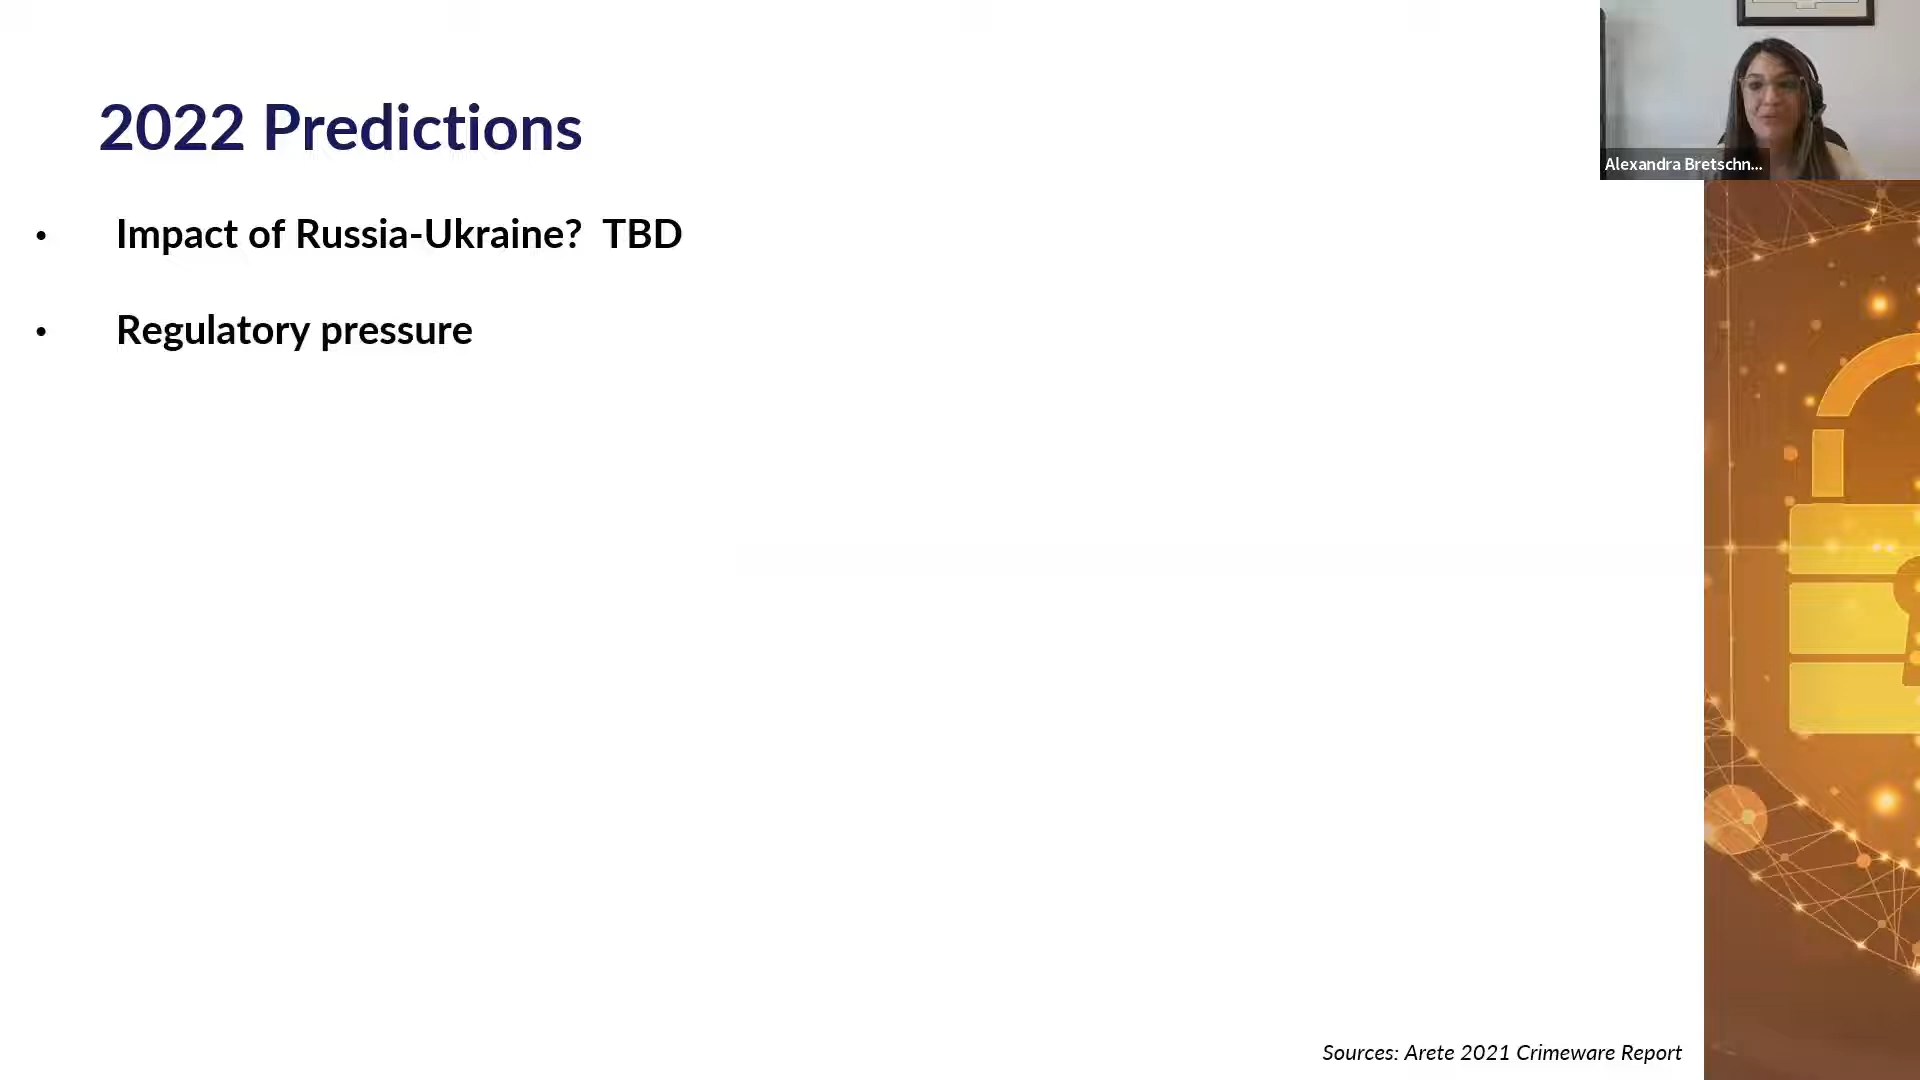 2022 Predictions
• Impact of Russia-Ukraine? TBD
• Regulatory pressure
Alexandra Bretschn...
Sources: Arete 2021 Crimeware Report